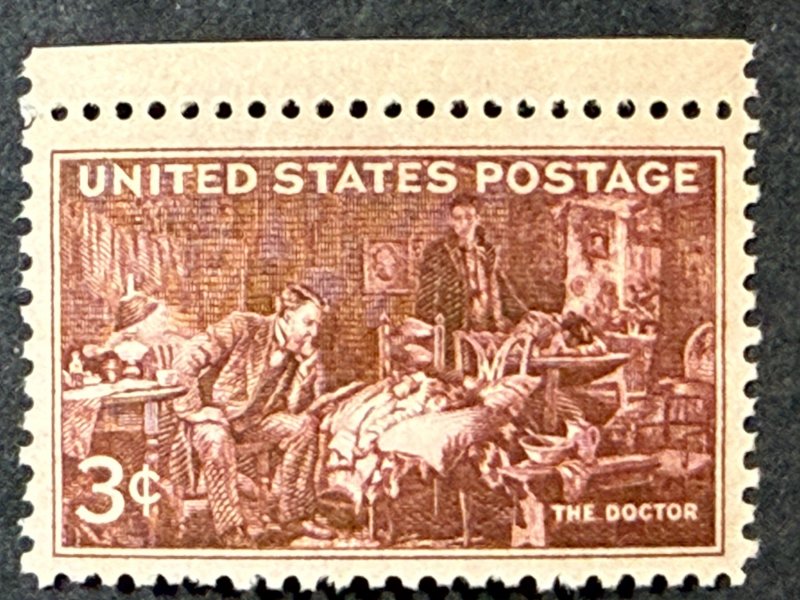 UNITED STATES POSTAGE
3¢
THE DOCTOR